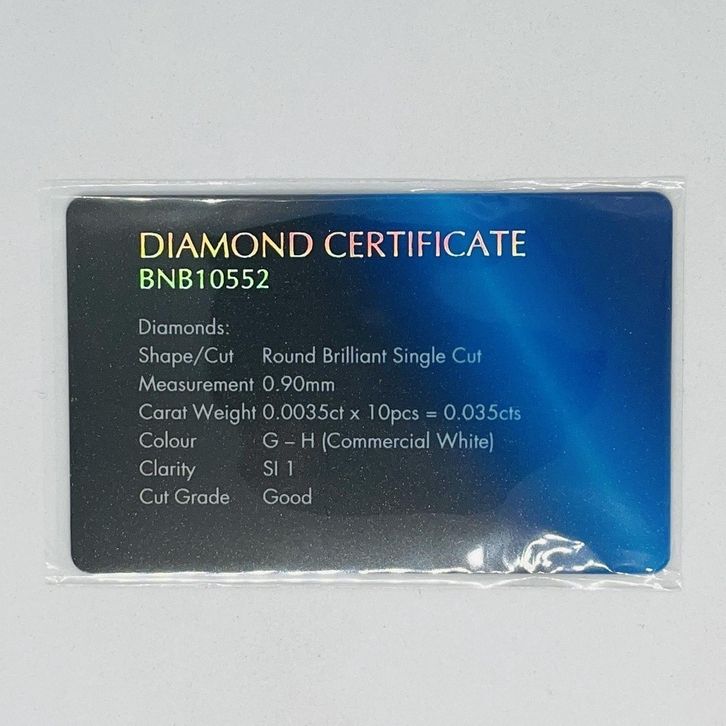 DIAMOND CERTIFICATE
BNB10552
Diamonds:
Shape/Cut Round Brilliant Single Cut
Measurement 0.90mm
Carat Weight 0.0035ct x 10pcs = 0.035cts
Colour G – H (Commercial White)
Clarity SI 1
Cut Grade Good